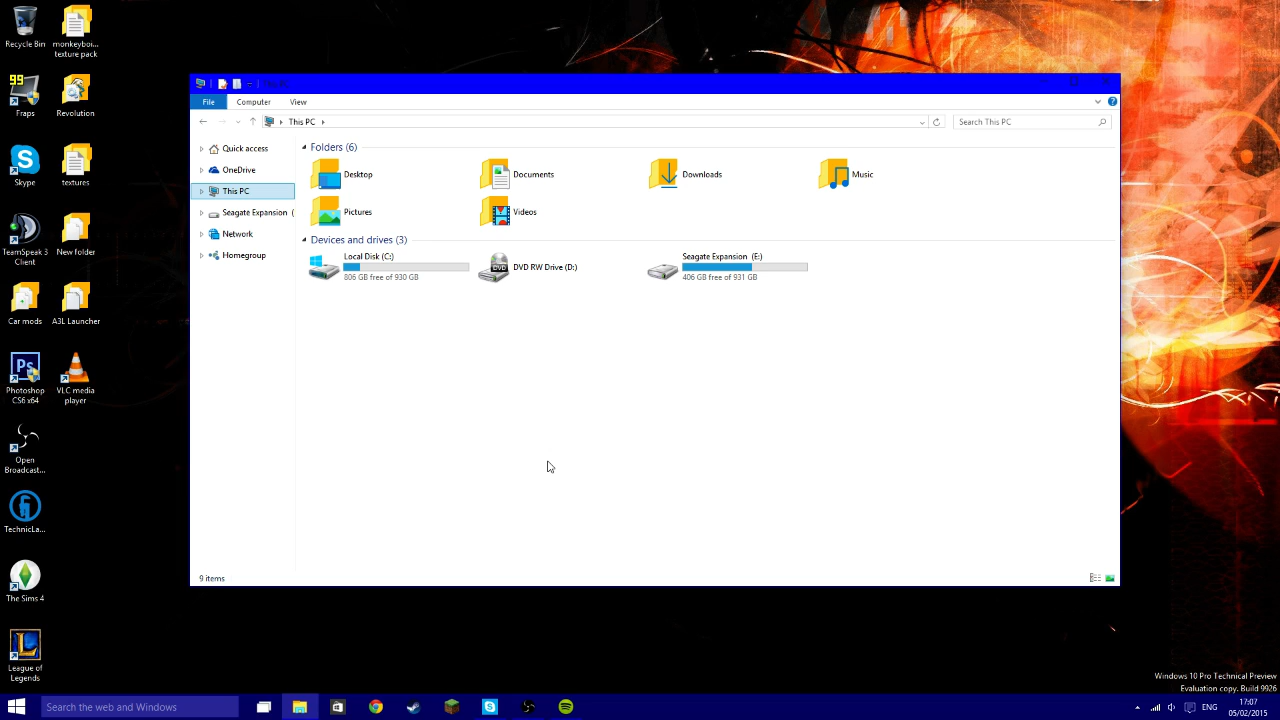 Recycle Bin
monkeyboi...
texture pack
99
Fraps
Revolution
Skype
textures
TeamSpeak 3
Client
New folder
Car mods
A3L Launcher
Ps
Photoshop
CS6 x64
VLC media
player
Open
Broadcast...
TechnicLa...
The Sims 4
League of
Legends
File
Computer
View
This PC
Search This PC
Quick access
OneDrive
This PC
Seagate Expansion (
Network
Homegroup
Folders (6)
Desktop
Documents
Downloads
Music
Pictures
Videos
Devices and drives (3)
Local Disk (C:)
806 GB free of 930 GB
DVD
DVD RW Drive (D:)
Seagate Expansion (E:)
406 GB free of 931 GB
9 items
Windows 10 Pro Technical Preview
Evaluation copy. Build 9926
Search the web and Windows
ENG
17:07
05/02/2015